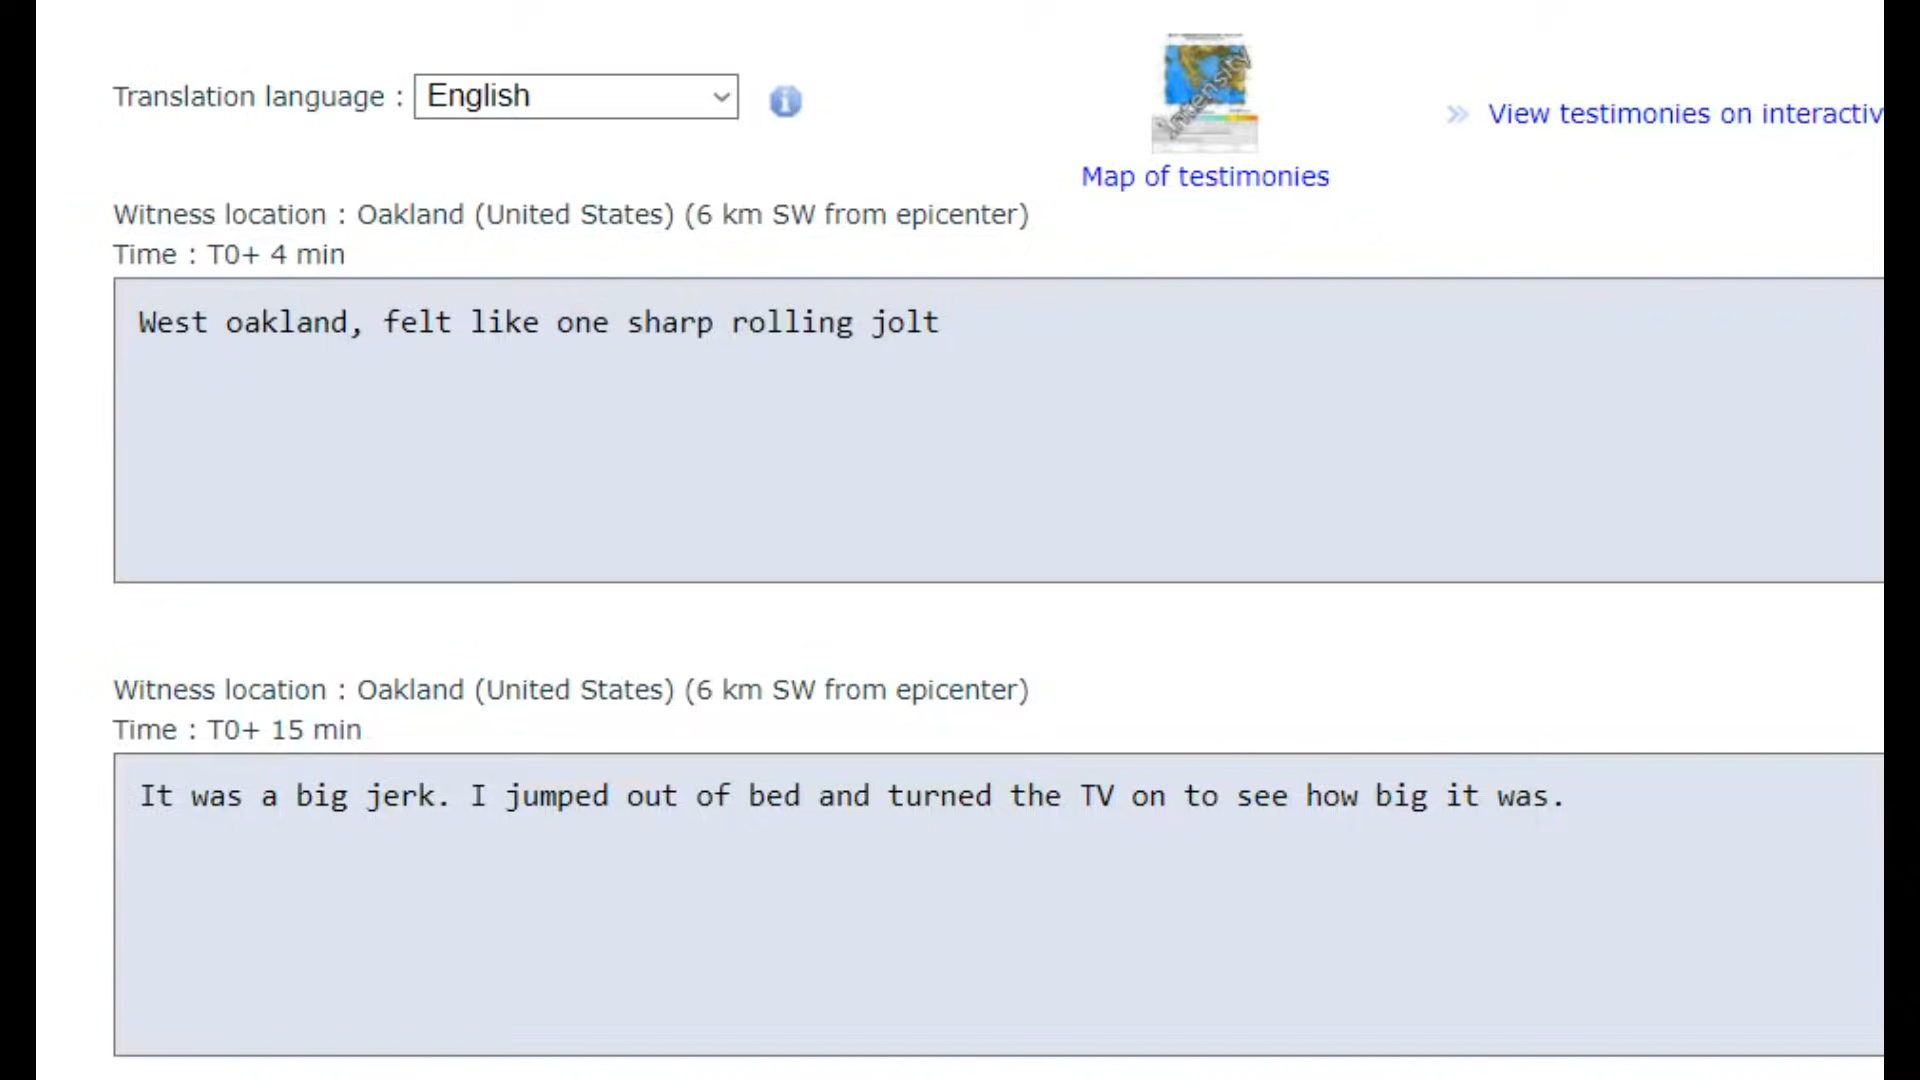 Translation language : English
intensity
Map of testimonies
View testimonies on interactiv
Witness location : Oakland (United States) (6 km SW from epicenter)
Time : T0+ 4 min
West oakland, felt like one sharp rolling jolt
Witness location : Oakland (United States) (6 km SW from epicenter)
Time : T0+ 15 min
It was a big jerk. I jumped out of bed and turned the TV on to see how big it was.